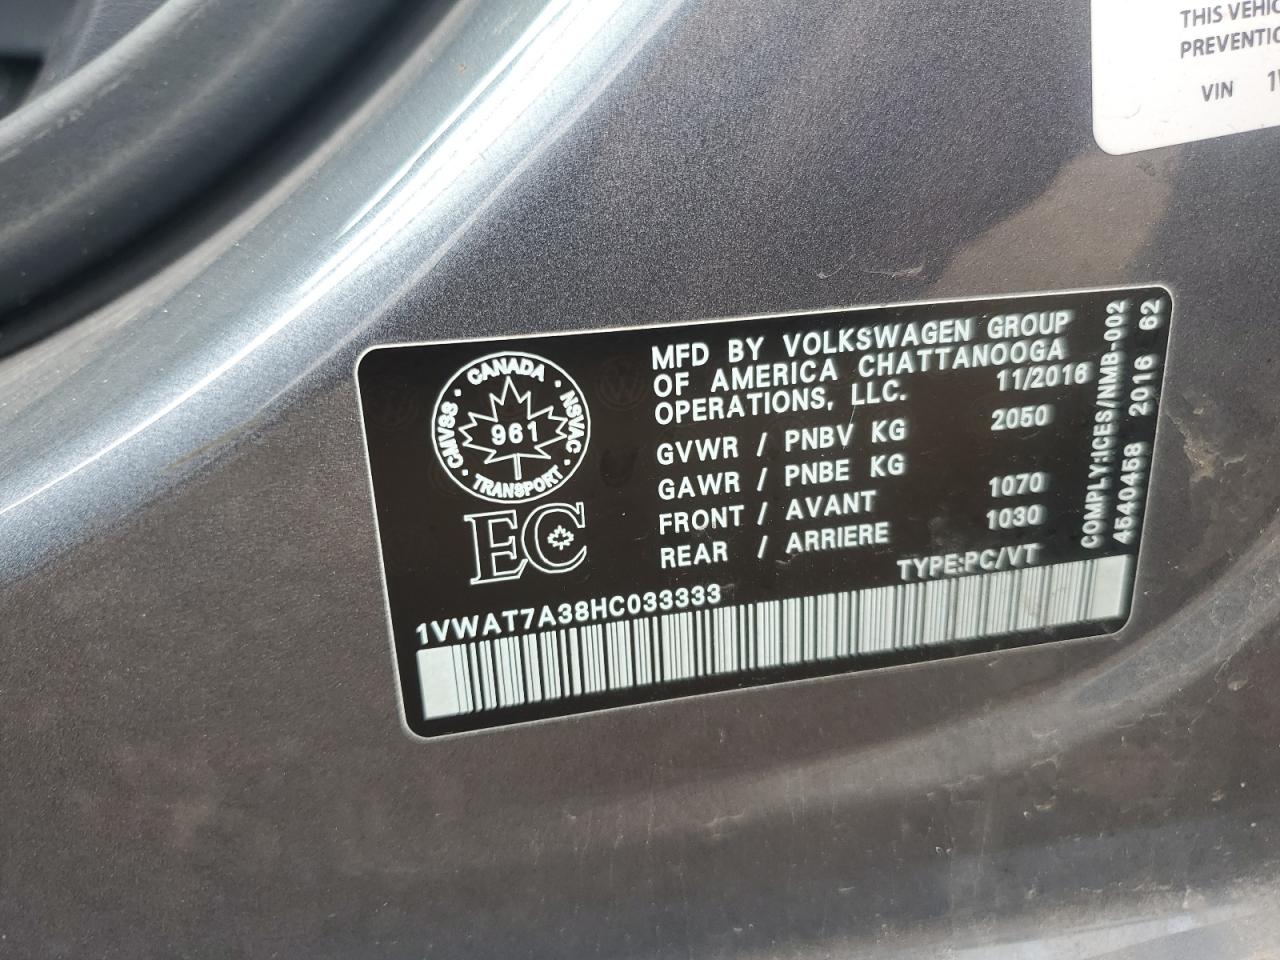 THIS VEHIC
PREVENTIO
VIN 1V
MFD BY VOLKSWAGEN GROUP
OF AMERICA CHATTANOOGA
OPERATIONS, LLC. 11/2016
GVWR / PNBV KG 2050
GAWR / PNBE KG
FRONT / AVANT 1070
REAR / ARRIERE 1030
TYPE:PC/VT
CANADA
CMVSS · NSVAC
961
TRANSPORT
EC
1VWAT7A38HC033333
COMPLY:ICES/NMB-002
4540458 2016 62